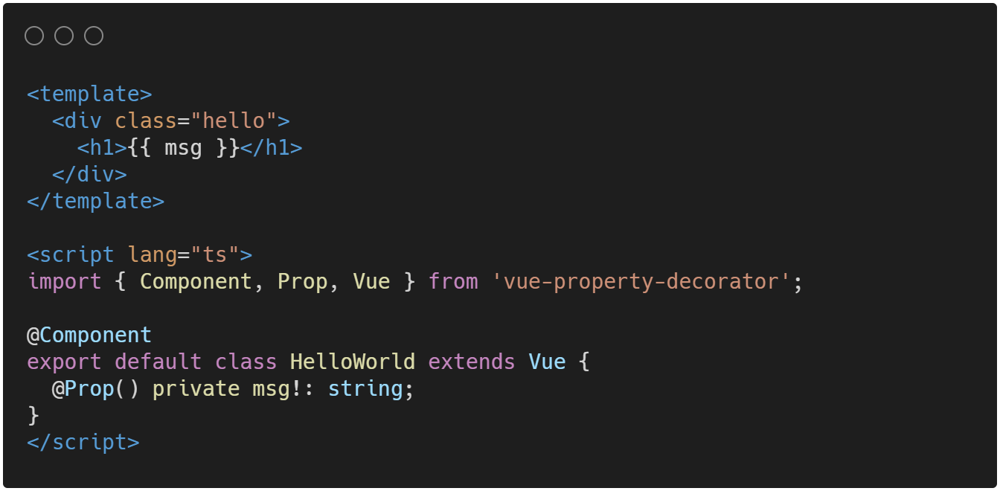 <template>
  <div class="hello">
    <h1>{{ msg }}</h1>
  </div>
</template>

<script lang="ts">
import { Component, Prop, Vue } from 'vue-property-decorator';

@Component
export default class HelloWorld extends Vue {
  @Prop() private msg!: string;
}
</script>